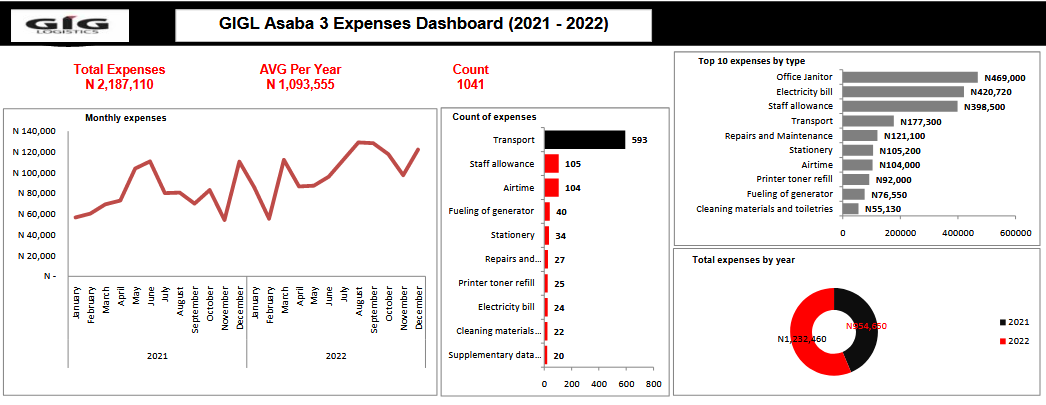 GIG
LOGISTICS
GIGL Asaba 3 Expenses Dashboard (2021 - 2022)
Total Expenses
N 2,187,110
AVG Per Year
N 1,093,555
Count
1041
Monthly expenses
N 140,000
N 120,000
N 100,000
N 80,000
N 60,000
N 40,000
N 20,000
N -
January
February
March
April
May
June
July
August
September
October
November
December
January
February
March
April
May
June
July
August
September
October
November
December
2021
2022
Count of expenses
Transport 593
Staff allowance 105
Airtime 104
Fueling of generator 40
Stationery 34
Repairs and... 27
Printer toner refill 25
Electricity bill 24
Cleaning materials... 22
Supplementary data... 20
0 200 400 600 800
Top 10 expenses by type
Office Janitor N469,000
Electricity bill N420,720
Staff allowance N398,500
Transport N177,300
Repairs and Maintenance N121,100
Stationery N105,200
Airtime N104,000
Printer toner refill N92,000
Fueling of generator N76,550
Cleaning materials and toiletries N55,130
0 200000 400000 600000
Total expenses by year
N954,650
N1,232,460
2021
2022